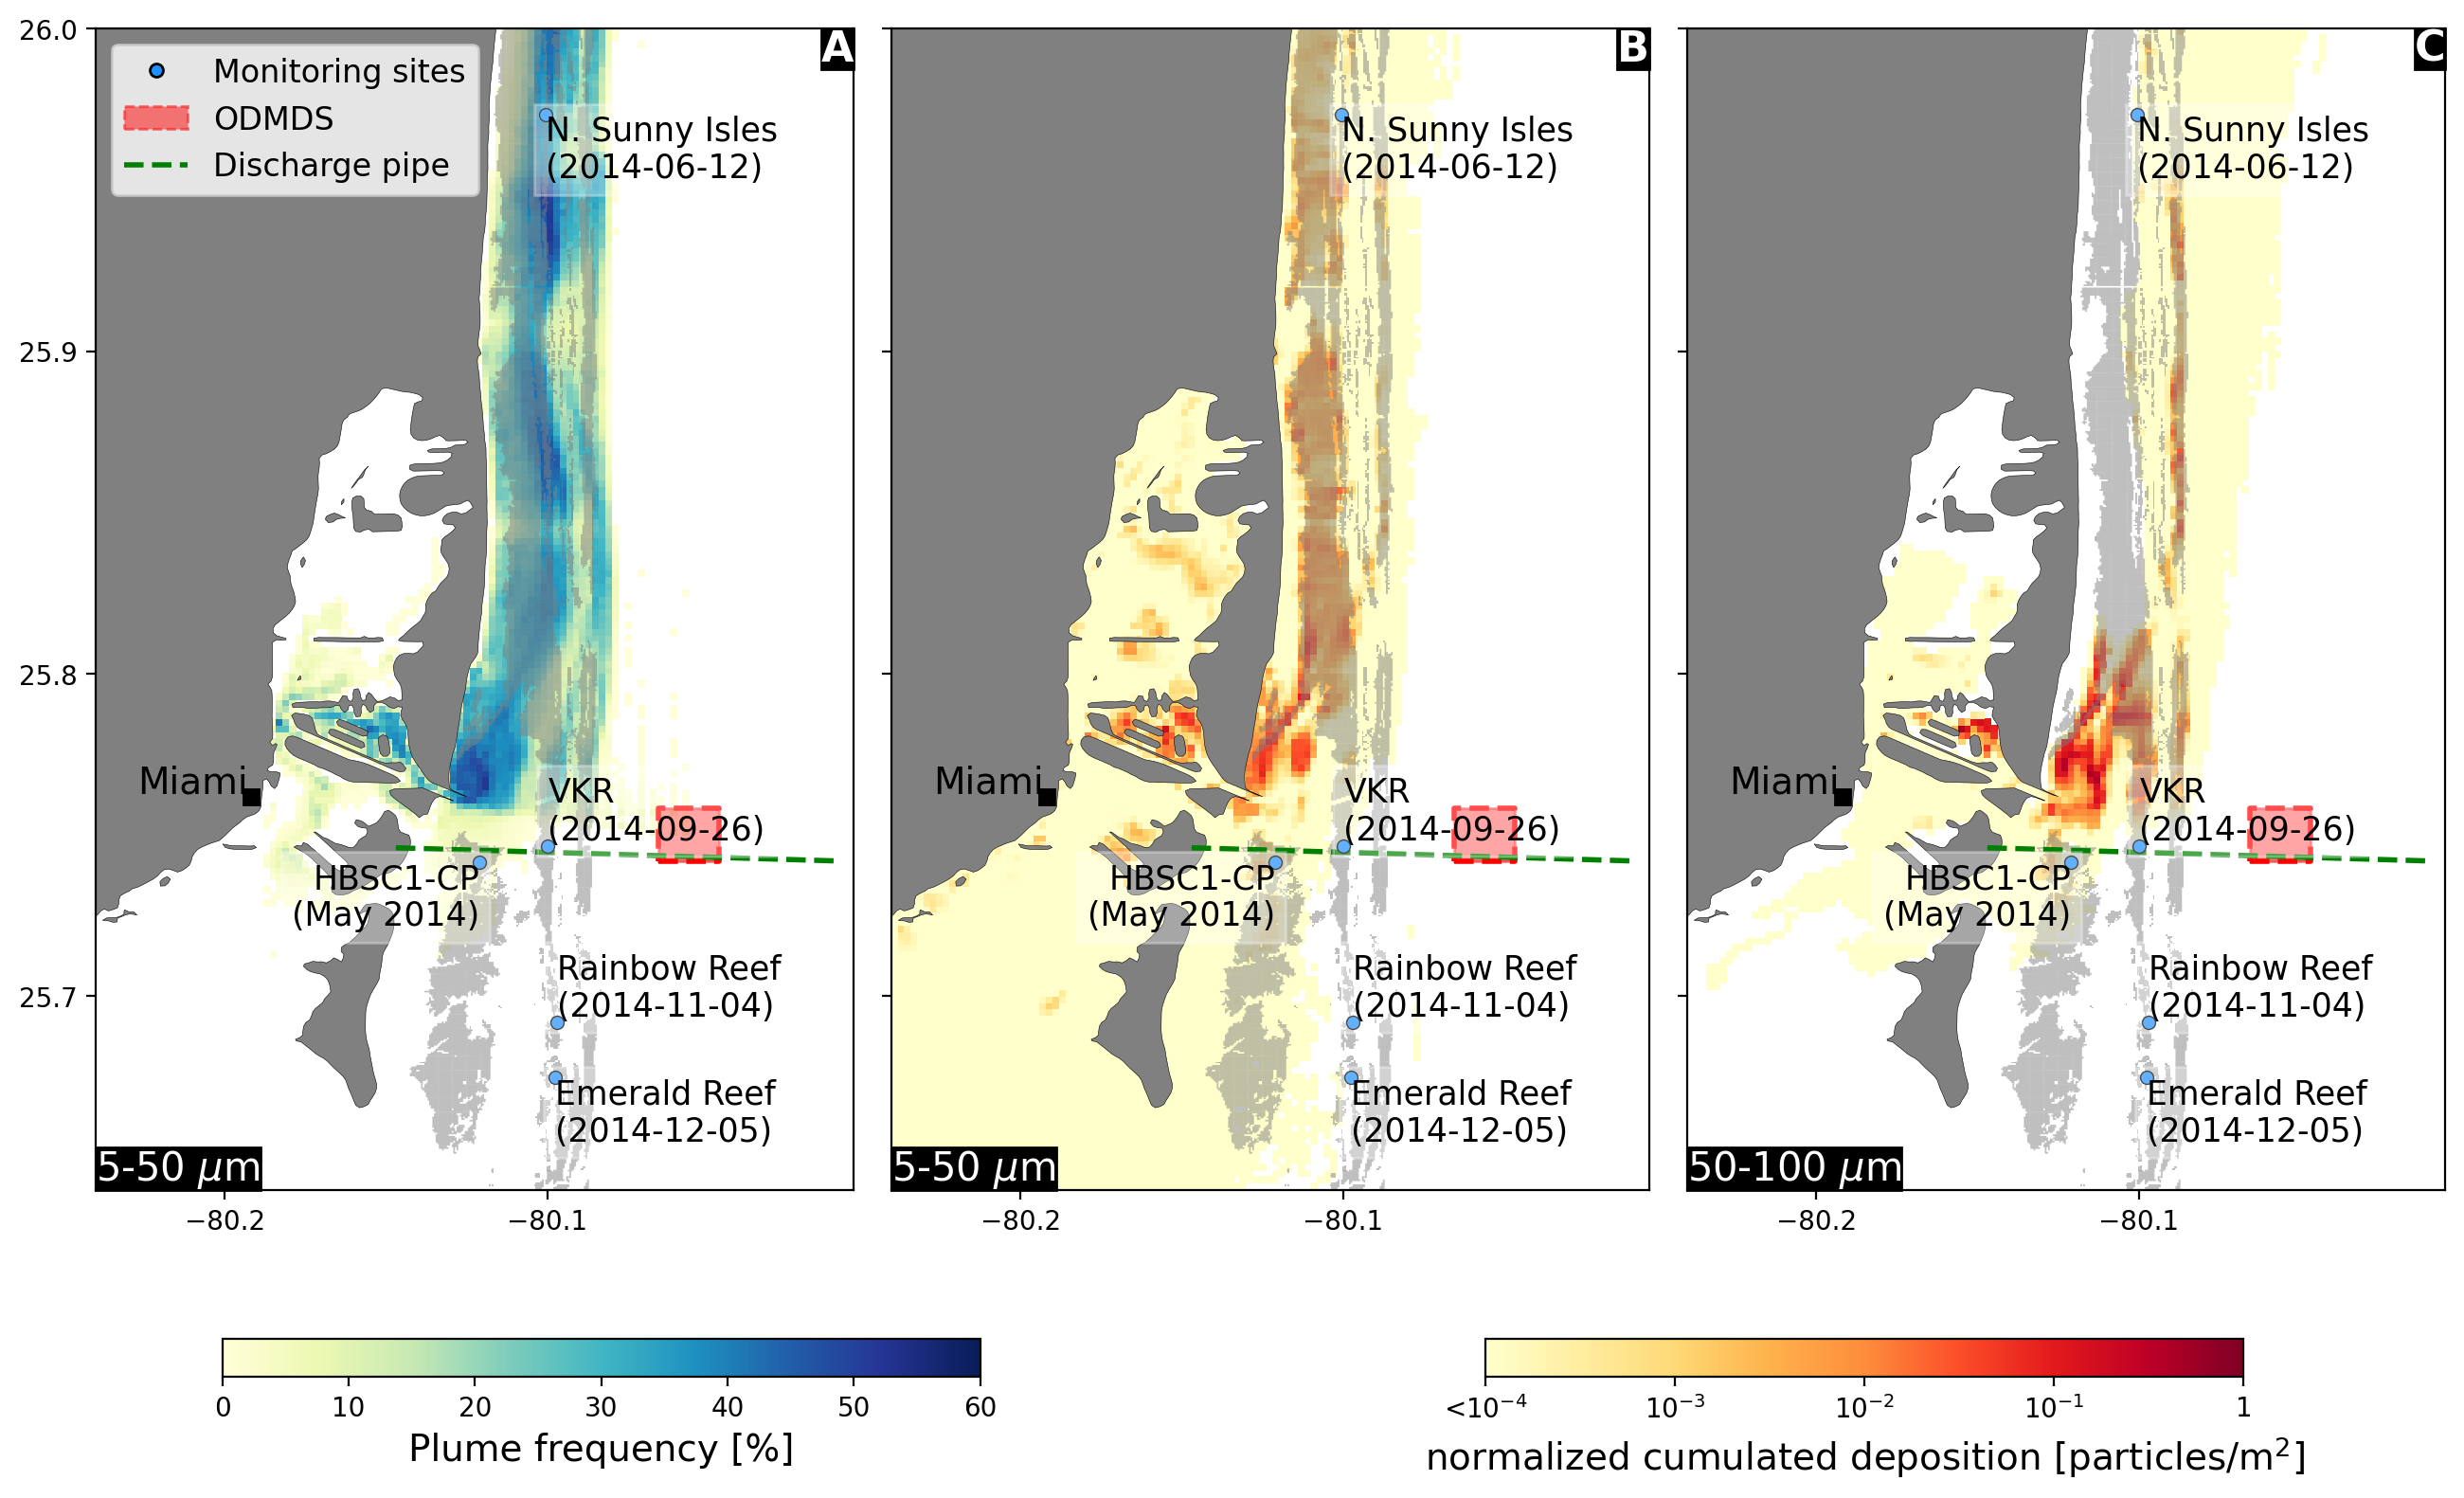 A
B
C
Monitoring sites
ODMDS
Discharge pipe
26.0
25.9
25.8
25.7
N. Sunny Isles
(2014-06-12)
Miami
VKR
(2014-09-26)
HBSC1-CP
(May 2014)
Rainbow Reef
(2014-11-04)
Emerald Reef
(2014-12-05)
5-50 μm
−80.2
−80.1
N. Sunny Isles
(2014-06-12)
Miami
VKR
(2014-09-26)
HBSC1-CP
(May 2014)
Rainbow Reef
(2014-11-04)
Emerald Reef
(2014-12-05)
5-50 μm
−80.2
−80.1
N. Sunny Isles
(2014-06-12)
Miami
VKR
(2014-09-26)
HBSC1-CP
(May 2014)
Rainbow Reef
(2014-11-04)
Emerald Reef
(2014-12-05)
50-100 μm
−80.2
−80.1
0 10 20 30 40 50 60
Plume frequency [%]
<10⁻⁴ 10⁻³ 10⁻² 10⁻¹ 1
normalized cumulated deposition [particles/m²]